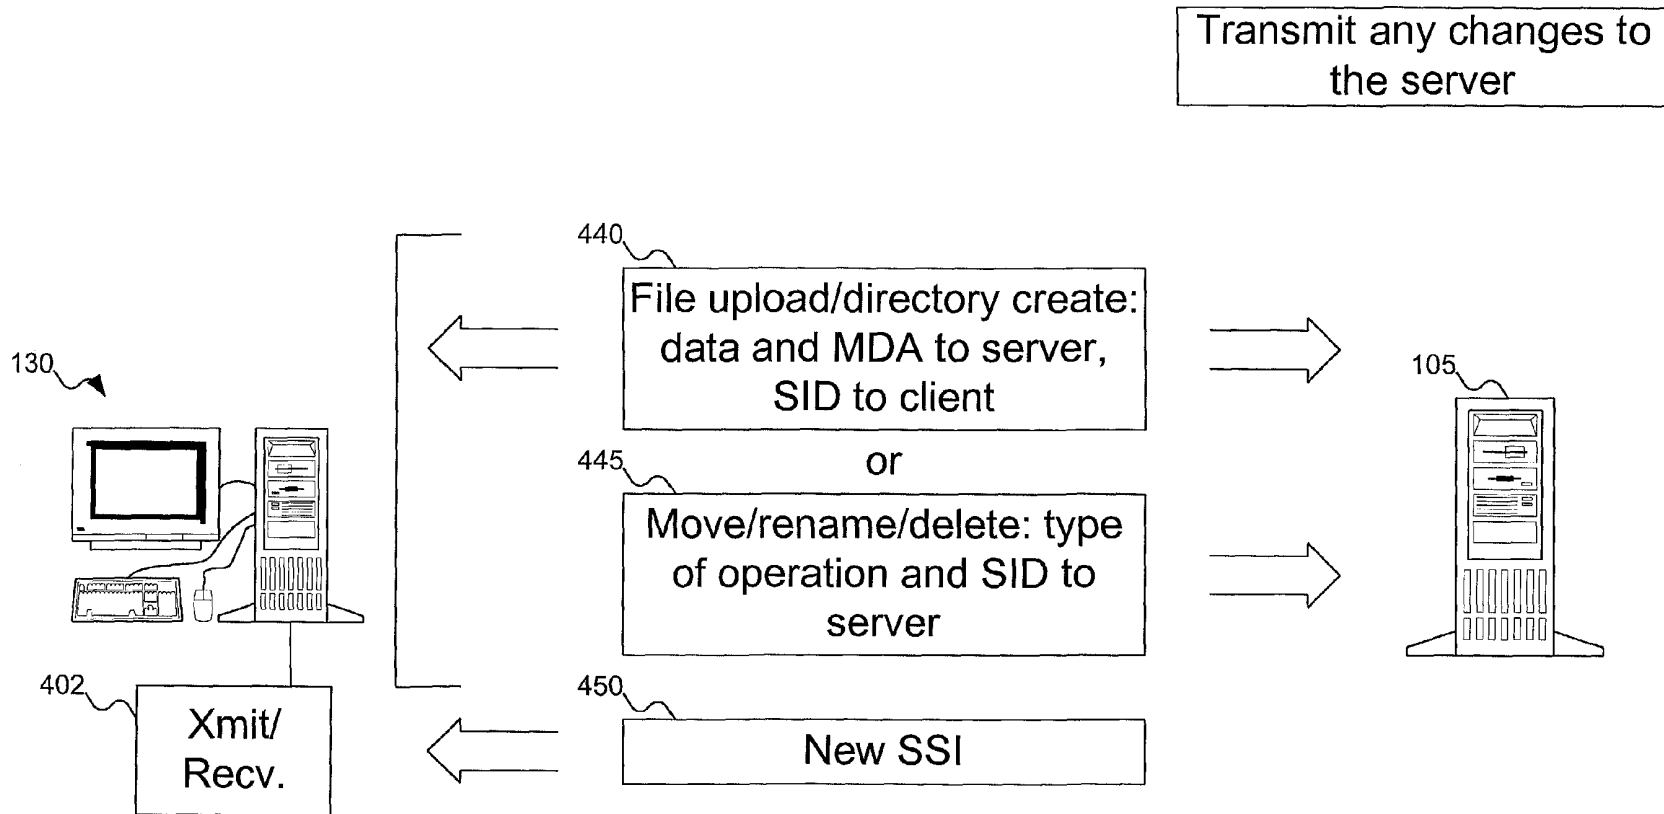 Transmit any changes to
the server
440
File upload/directory create:
data and MDA to server,
SID to client
130
105
or
445
Move/rename/delete: type
of operation and SID to
server
402
Xmit/
Recv.
450
New SSI